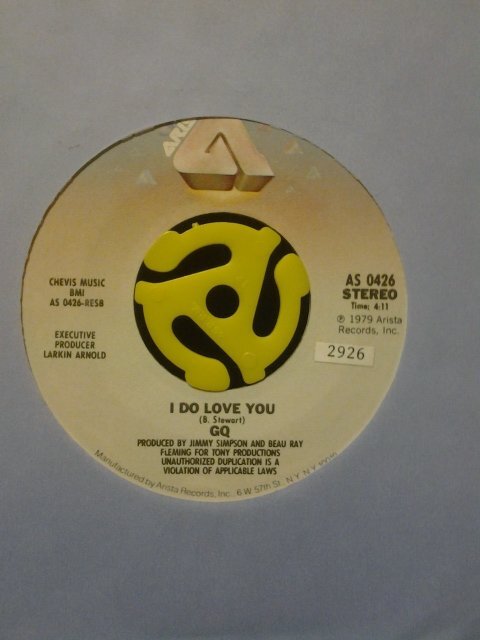 ARIS
CHEVIS MUSIC
BMI
AS 0426-RE5B
EXECUTIVE
PRODUCER
LARKIN ARNOLD
AS 0426
STEREO
Time: 4:11
℗ 1979 Arista
Records, Inc.
2926
I DO LOVE YOU
(B. Stewart)
GQ
PRODUCED BY JIMMY SIMPSON AND BEAU RAY
FLEMING FOR TONY PRODUCTIONS
UNAUTHORIZED DUPLICATION IS A
VIOLATION OF APPLICABLE LAWS
Manufactured by Arista Records, Inc., 6 W. 57th St., N.Y. N.Y.